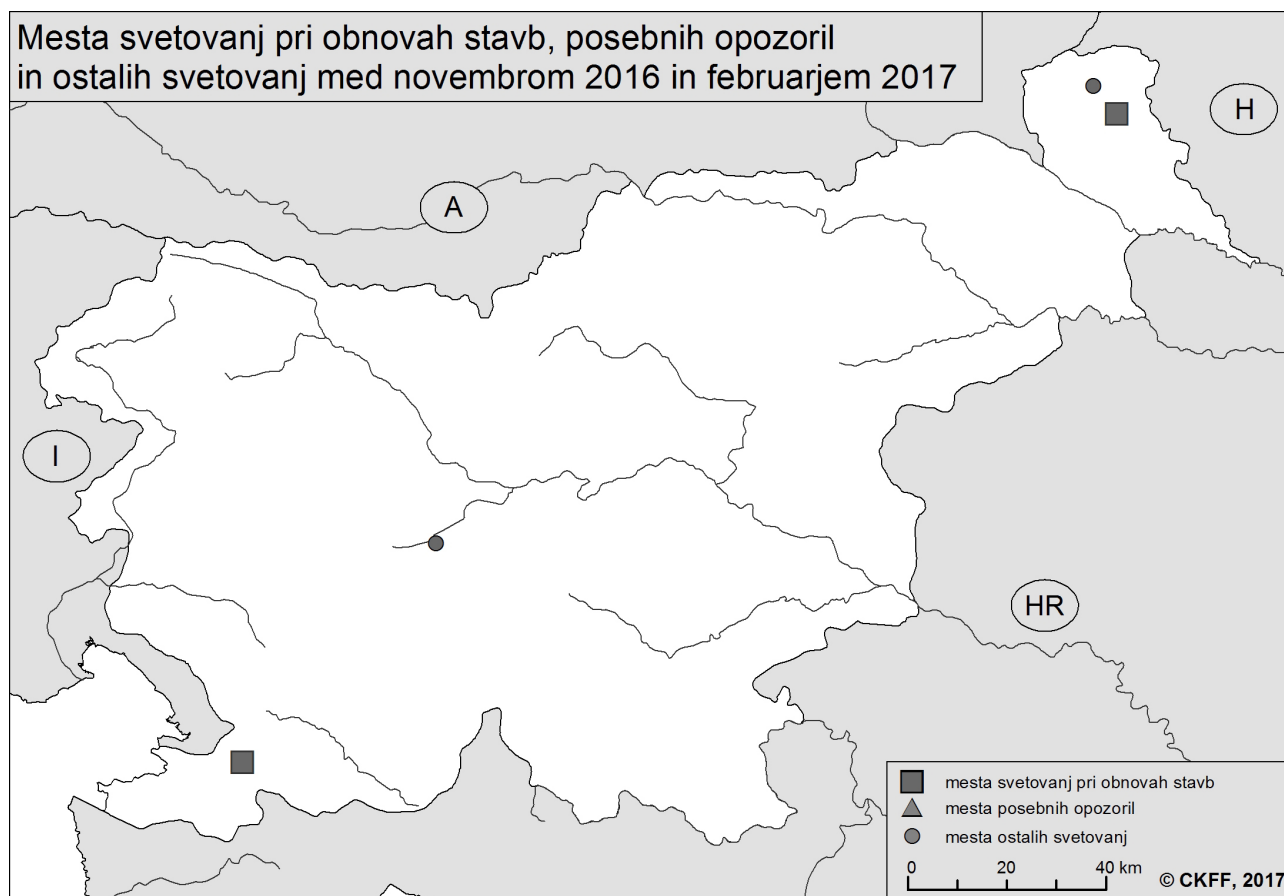 Mesta svetovanj pri obnovah stavb, posebnih opozoril
in ostalih svetovanj med novembrom 2016 in februarjem 2017
H
A
I
HR
mesta svetovanj pri obnovah stavb
mesta posebnih opozoril
mesta ostalih svetovanj
0 20 40 km
© CKFF, 2017